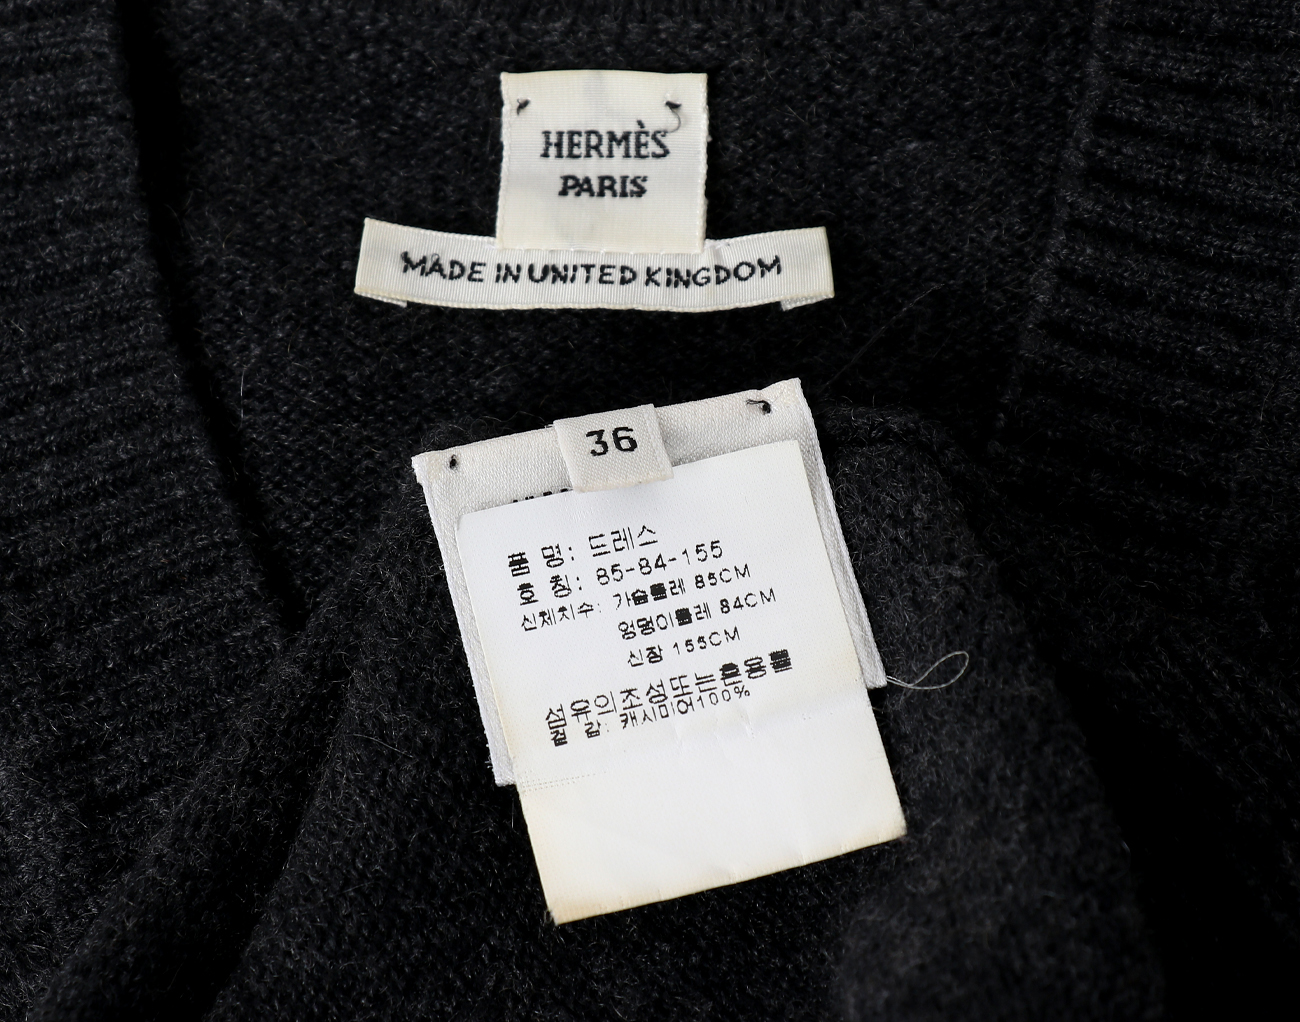 HERMÈS
PARIS
MADE IN UNITED KINGDOM
36
품 명: 드레스
호 칭: 85-84-155
신체치수: 가슴둘레 85CM
엉덩이둘레 84CM
신장 155CM
섬유의조성또는혼용률
겉 감: 캐시미어100%